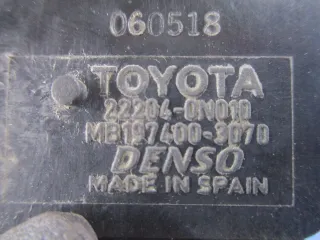 060518
TOYOTA
22204-0N010
MB197400-3070
DENSO
MADE IN SPAIN